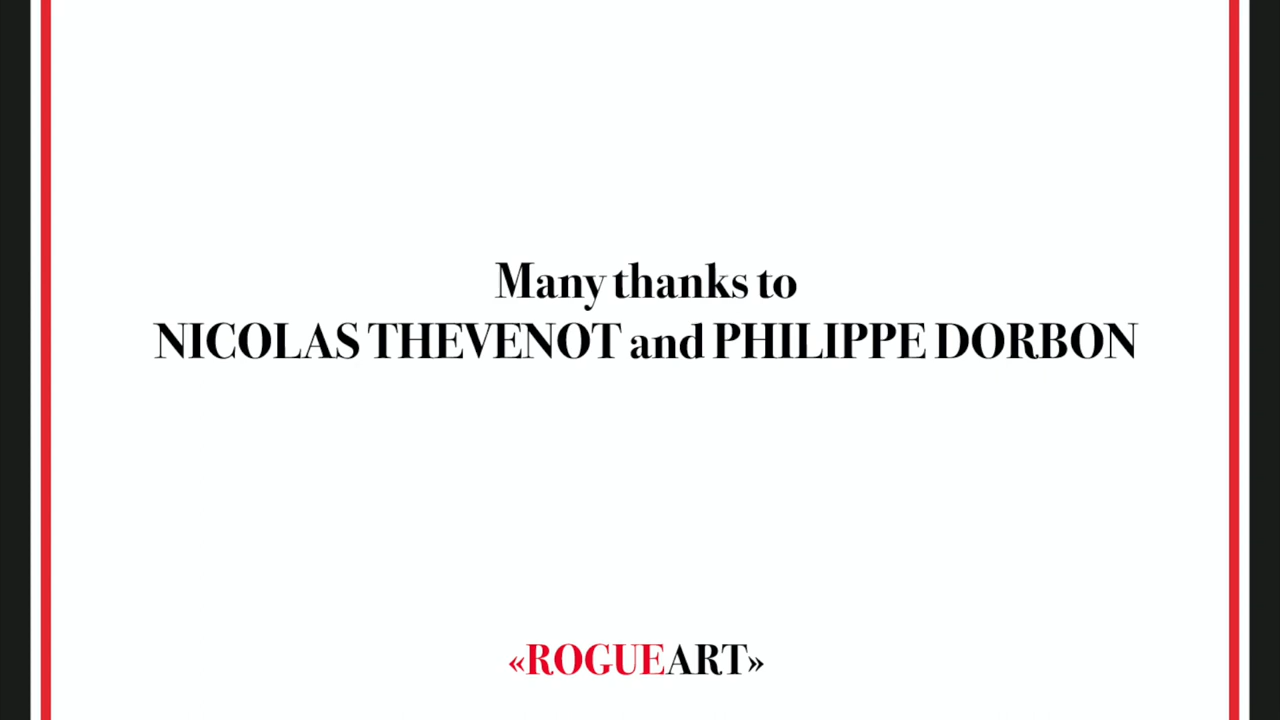 Many thanks to
NICOLAS THEVENOT and PHILIPPE DORBON
«ROGUEART»